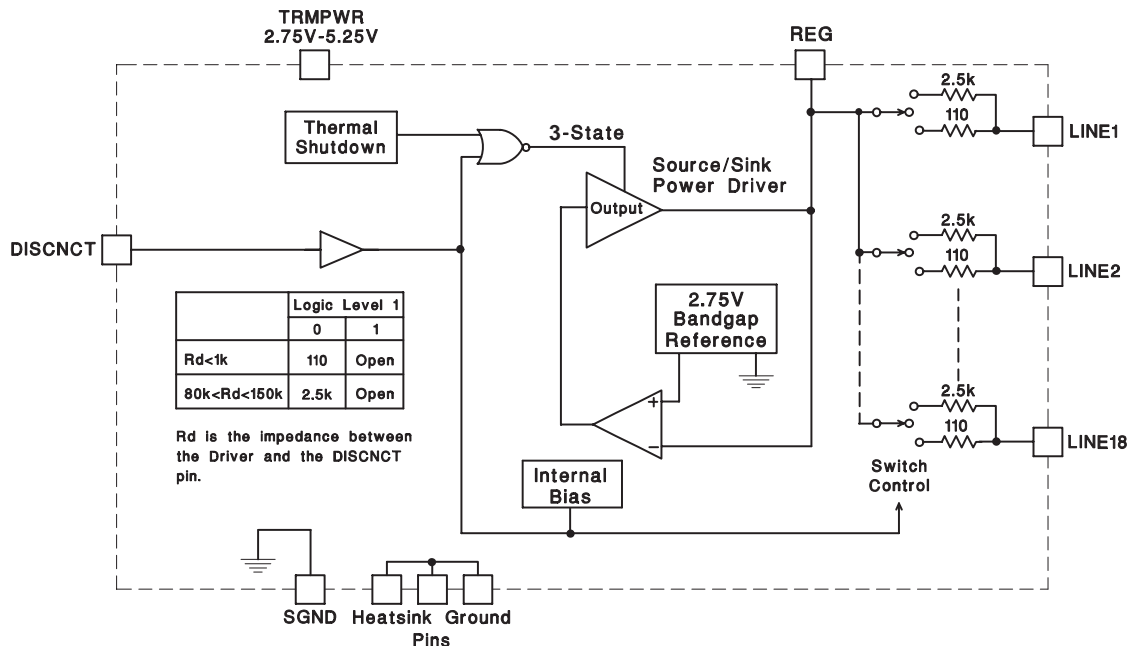 TRMPWR
2.75V-5.25V
REG
2.5k
110
LINE1
Thermal
Shutdown
3-State
Source/Sink
Power Driver
Output
DISCNCT
2.5k
110
LINE2
Logic Level 1
0 1
Rd<1k 110 Open
80k<Rd<150k 2.5k Open
Rd is the impedance between
the Driver and the DISCNCT
pin.
2.75V
Bandgap
Reference
+
−
2.5k
110
LINE18
Switch
Control
Internal
Bias
SGND
Heatsink Ground
Pins